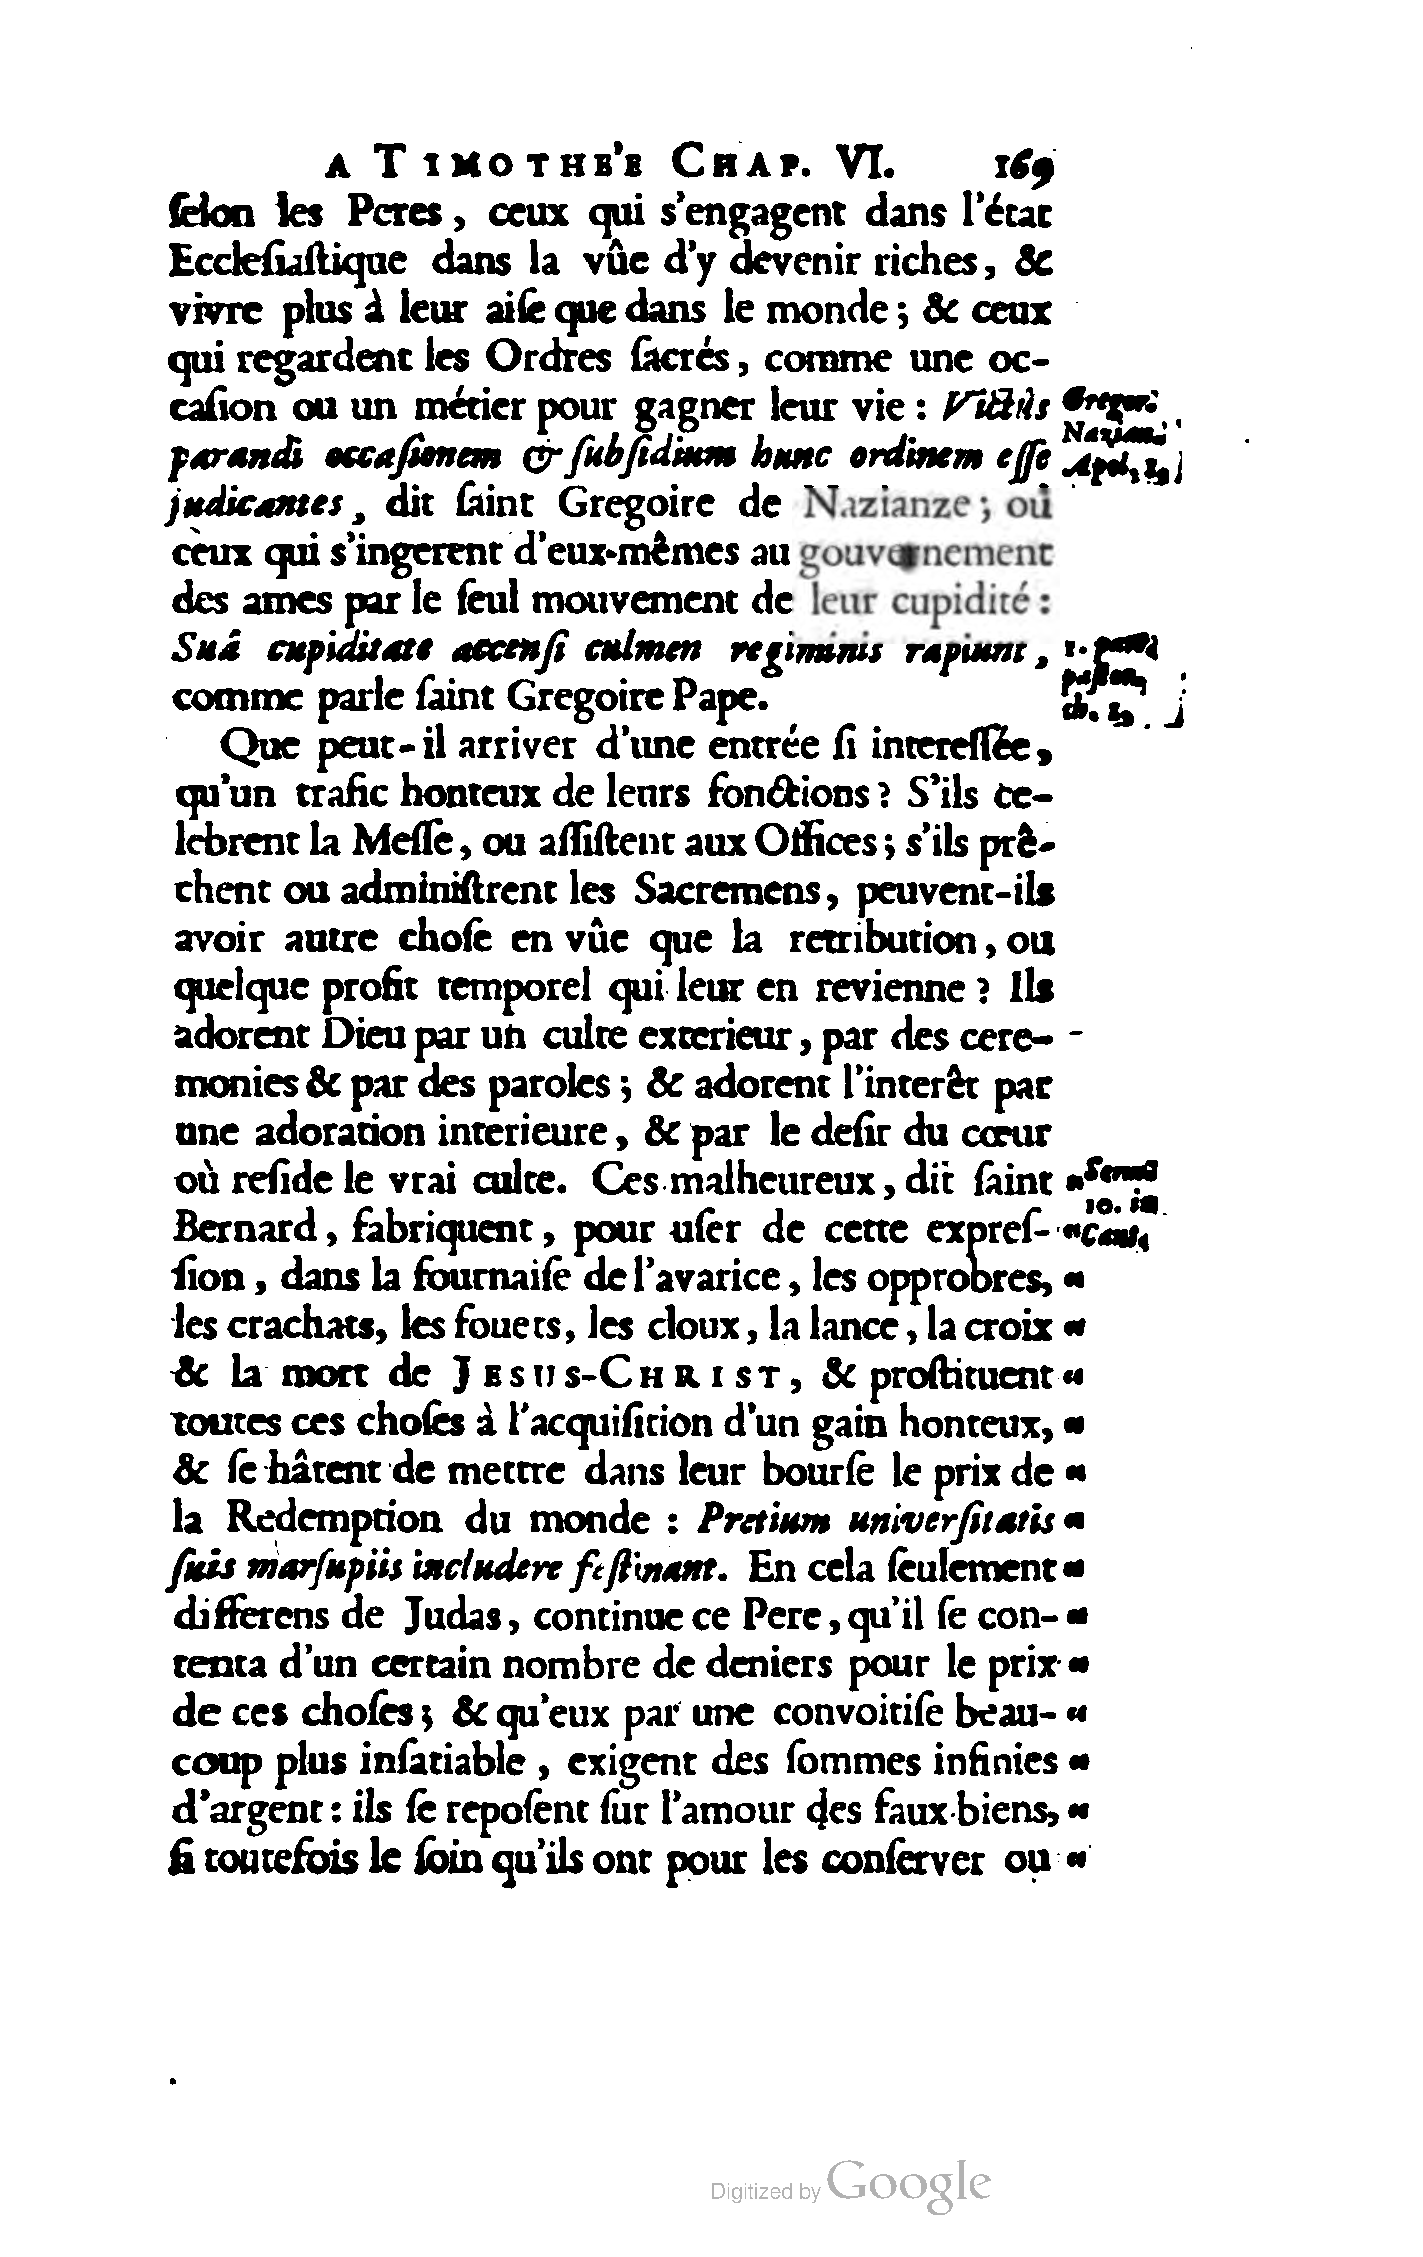 A TIMOTHE'E CHAP. VI. 169
ſelon les Peres, ceux qui s'engagent dans l'état
Eccleſiaſtique dans la vûe d'y devenir riches, &
vivre plus à leur aiſe que dans le monde ; & ceux
qui regardent les Ordres ſacrés, comme une oc-
caſion ou un métier pour gagner leur vie : Victûs
Gregor.
parandi occaſionem & ſubſidium hunc ordinem eſſe
Nazian.
Apol. 1.
judicantes, dit ſaint Gregoire de Nazianze ; ou
ceux qui s'ingerent d'eux-mêmes au gouvernement
des ames par le ſeul mouvement de leur cupidité :
Suâ cupiditate accenſi culmen regiminis rapiunt,
comme parle ſaint Gregoire Pape.
1. part.
paſtor.
ch. 1.
Que peut-il arriver d'une entrée ſi intereſſée,
qu'un trafic honteux de leurs fonctions ? S'ils ce-
lebrent la Meſſe, ou aſſiſtent aux Offices ; s'ils prê-
chent ou adminiſtrent les Sacremens, peuvent-ils
avoir autre choſe en vûe que la retribution, ou
quelque profit temporel qui leur en revienne ? Ils
adorent Dieu par un culte exterieur, par des cere-
monies & par des paroles ; & adorent l'interêt par
une adoration interieure, & par le deſir du cœur
où reſide le vrai culte. Ces malheureux, dit ſaint "
Serm.
10. in
Cant.
Bernard, fabriquent, pour uſer de cette expreſ- "
ſion, dans la fournaiſe de l'avarice, les opprobres, "
les crachats, les fouets, les cloux, la lance, la croix "
& la mort de JESUS-CHRIST, & proſtituent "
toutes ces choſes à l'acquiſition d'un gain honteux, "
& ſe hâtent de mettre dans leur bourſe le prix de "
la Redemption du monde : Pretium univerſitatis "
ſuis marſupiis includere feſtinant. En cela ſeulement "
differens de Judas, continue ce Pere, qu'il ſe con- "
tenta d'un certain nombre de deniers pour le prix "
de ces choſes ; & qu'eux par une convoitiſe beau- "
coup plus inſatiable, exigent des ſommes infinies "
d'argent : ils ſe repoſent ſur l'amour des faux biens, "
ſi toutefois le ſoin qu'ils ont pour les conſerver ou "
Digitized by Google